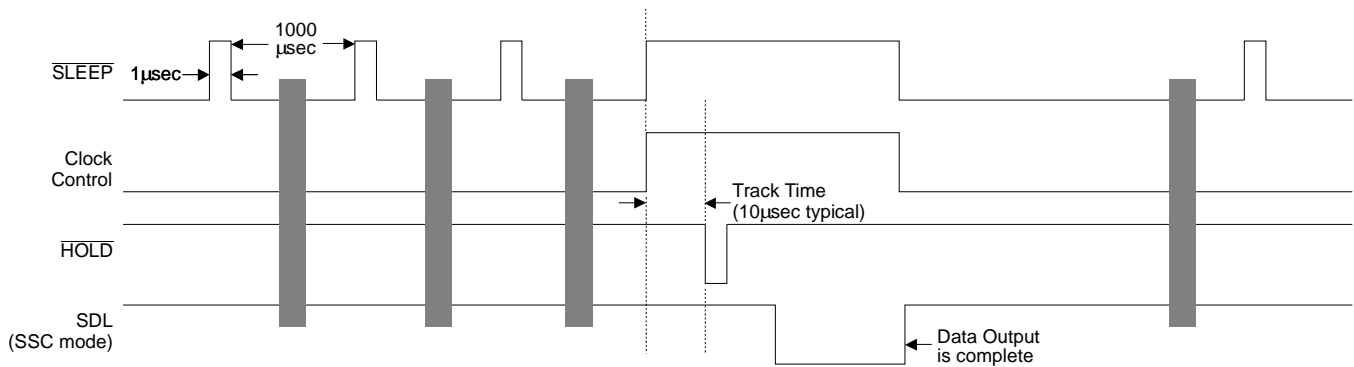 1000
μsec
SLEEP
1μsec
Clock
Control
Track Time
(10μsec typical)
HOLD
SDL
(SSC mode)
Data Output
is complete